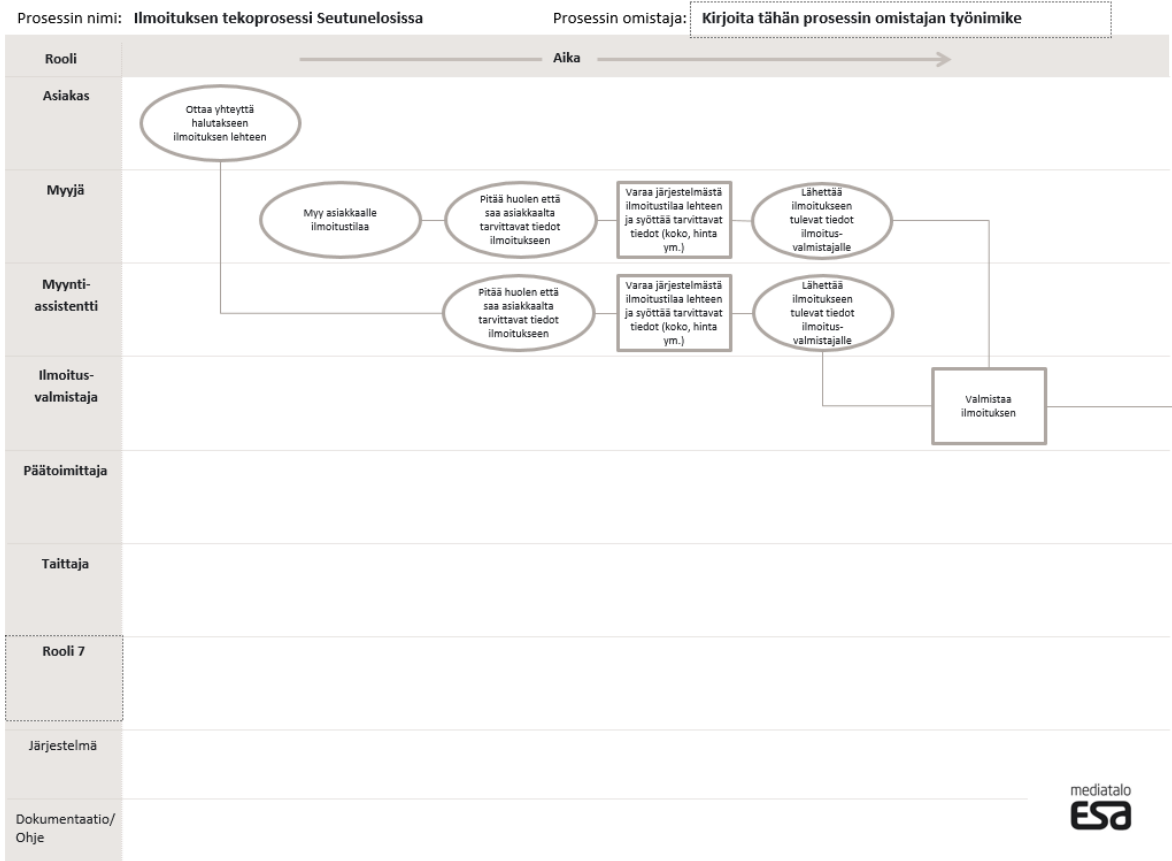 Prosessin nimi: Ilmoituksen tekoprosessi Seutunelosissa
Prosessin omistaja: Kirjoita tähän prosessin omistajan työnimike
Rooli
Aika
Asiakas
Ottaa yhteyttä
halutakseen
ilmoituksen lehteen
Myyjä
Myy asiakkaalle
ilmoitustilaa
Pitää huolen että
saa asiakkaalta
tarvittavat tiedot
ilmoitukseen
Varaa järjestelmästä
ilmoitustilaa lehteen
ja syöttää tarvittavat
tiedot (koko, hinta
ym.)
Lähettää
ilmoitukseen
tulevat tiedot
ilmoitus-
valmistajalle
Myynti-
assistentti
Pitää huolen että
saa asiakkaalta
tarvittavat tiedot
ilmoitukseen
Varaa järjestelmästä
ilmoitustilaa lehteen
ja syöttää tarvittavat
tiedot (koko, hinta
ym.)
Lähettää
ilmoitukseen
tulevat tiedot
ilmoitus-
valmistajalle
Ilmoitus-
valmistaja
Valmistaa
ilmoituksen
Päätoimittaja
Taittaja
Rooli 7
Järjestelmä
Dokumentaatio/
Ohje
mediatalo
ESa